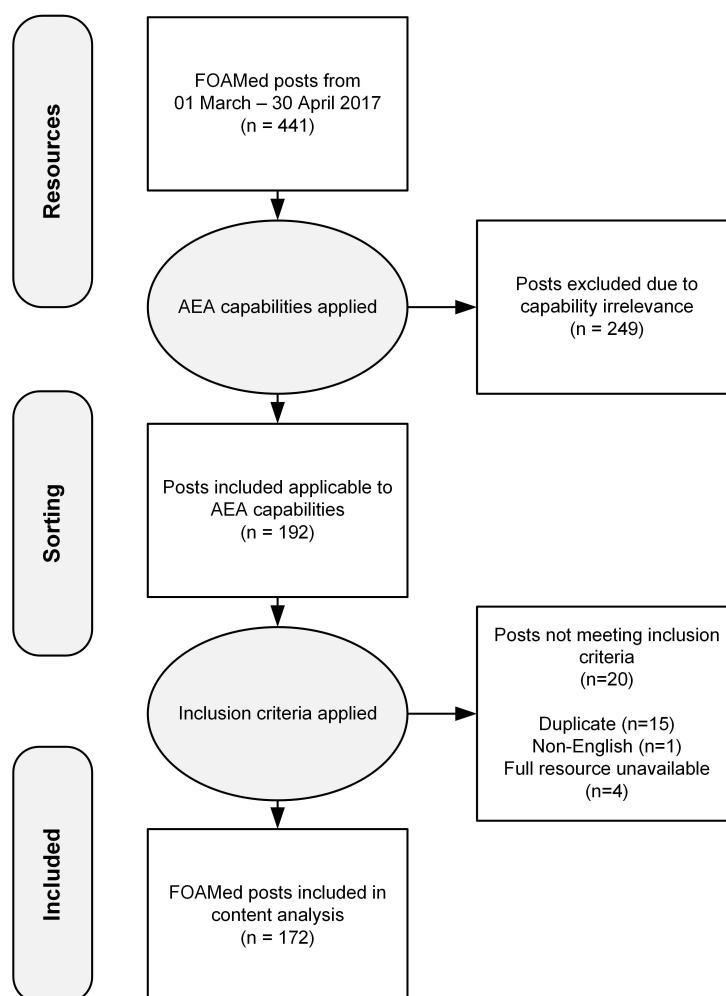 Resources
FOAMed posts from
01 March – 30 April 2017
(n = 441)
AEA capabilities applied
Posts excluded due to
capability irrelevance
(n = 249)
Sorting
Posts included applicable to
AEA capabilities
(n = 192)
Inclusion criteria applied
Posts not meeting inclusion
criteria
(n=20)
Duplicate (n=15)
Non-English (n=1)
Full resource unavailable
(n=4)
Included
FOAMed posts included in
content analysis
(n = 172)